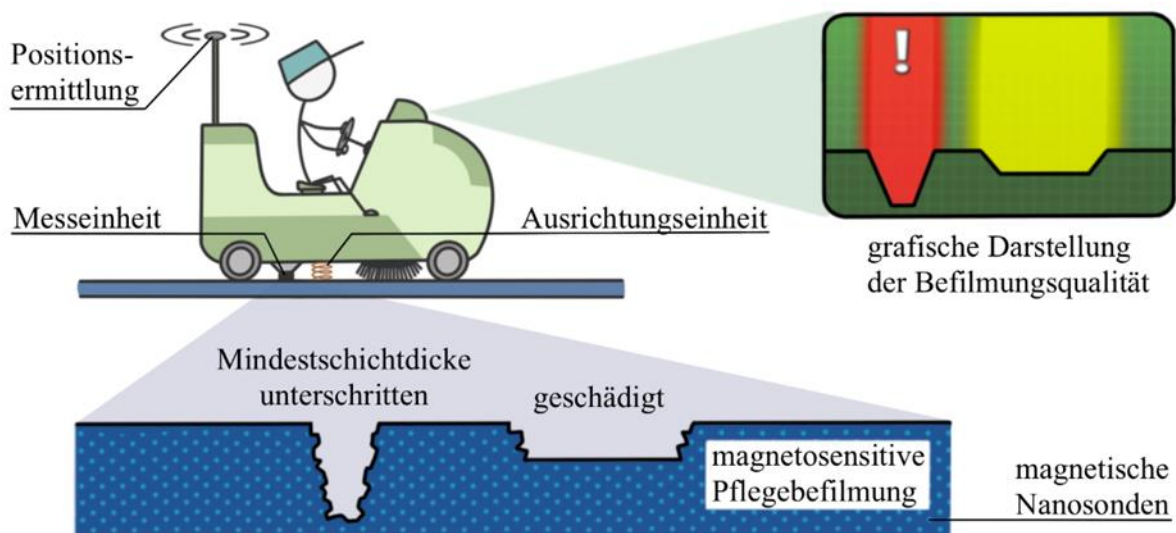 Positions-
ermittlung
!
Messeinheit
Ausrichtungseinheit
grafische Darstellung
der Befilmungsqualität
Mindestschichtdicke
unterschritten
geschädigt
magnetosensitive
Pflegebefilmung
magnetische
Nanosonden